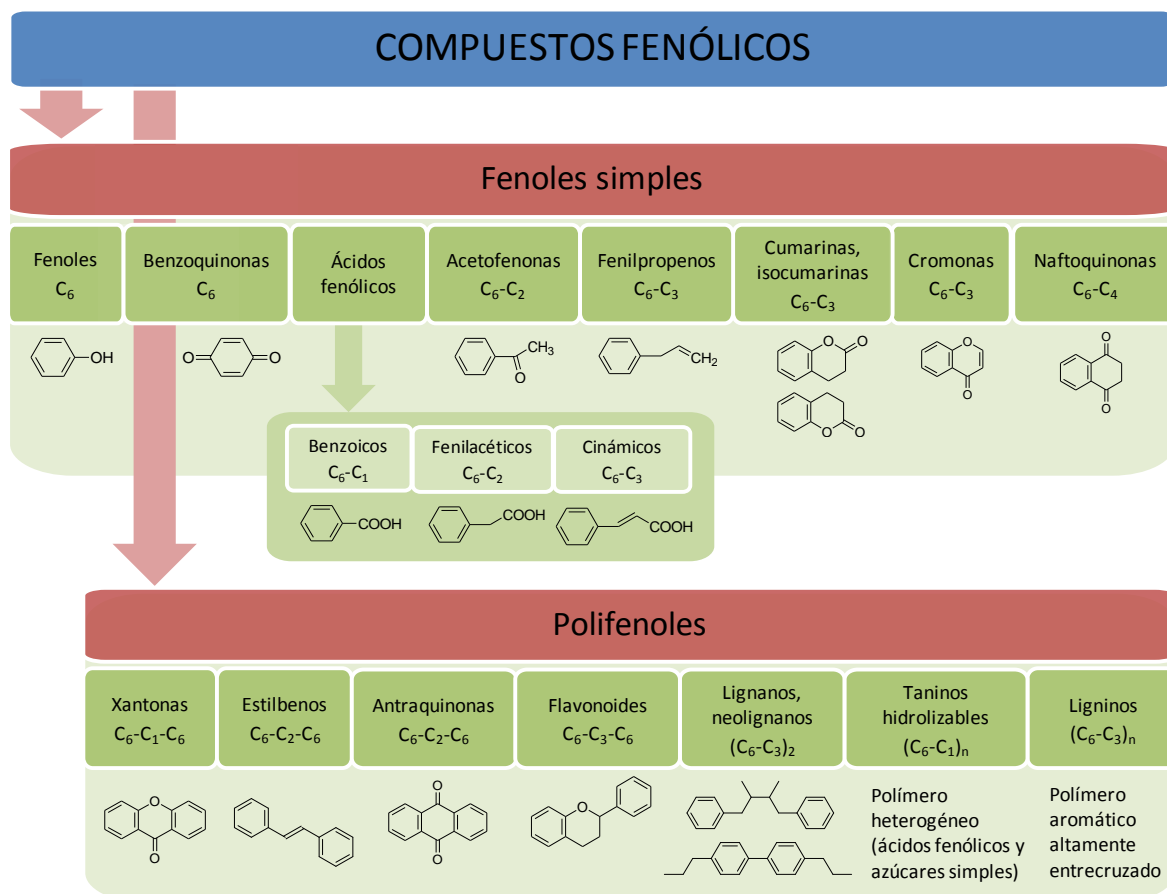 COMPUESTOS FENÓLICOS
Fenoles simples
Fenoles
C₆
Benzoquinonas
C₆
Ácidos
fenólicos
Acetofenonas
C₆-C₂
Fenilpropenos
C₆-C₃
Cumarinas,
isocumarinas
C₆-C₃
Cromonas
C₆-C₃
Naftoquinonas
C₆-C₄
OH
O O
CH₃
O
CH₂
O O
O O
O
O
O
O
Benzoicos
C₆-C₁
Fenilacéticos
C₆-C₂
Cinámicos
C₆-C₃
COOH
COOH
COOH
Polifenoles
Xantonas
C₆-C₁-C₆
Estilbenos
C₆-C₂-C₆
Antraquinonas
C₆-C₂-C₆
Flavonoides
C₆-C₃-C₆
Lignanos,
neolignanos
(C₆-C₃)₂
Taninos
hidrolizables
(C₆-C₁)ₙ
Ligninos
(C₆-C₃)ₙ
O
O
O
O
O
Polímero
heterogéneo
(ácidos fenólicos y
azúcares simples)
Polímero
aromático
altamente
entrecruzado